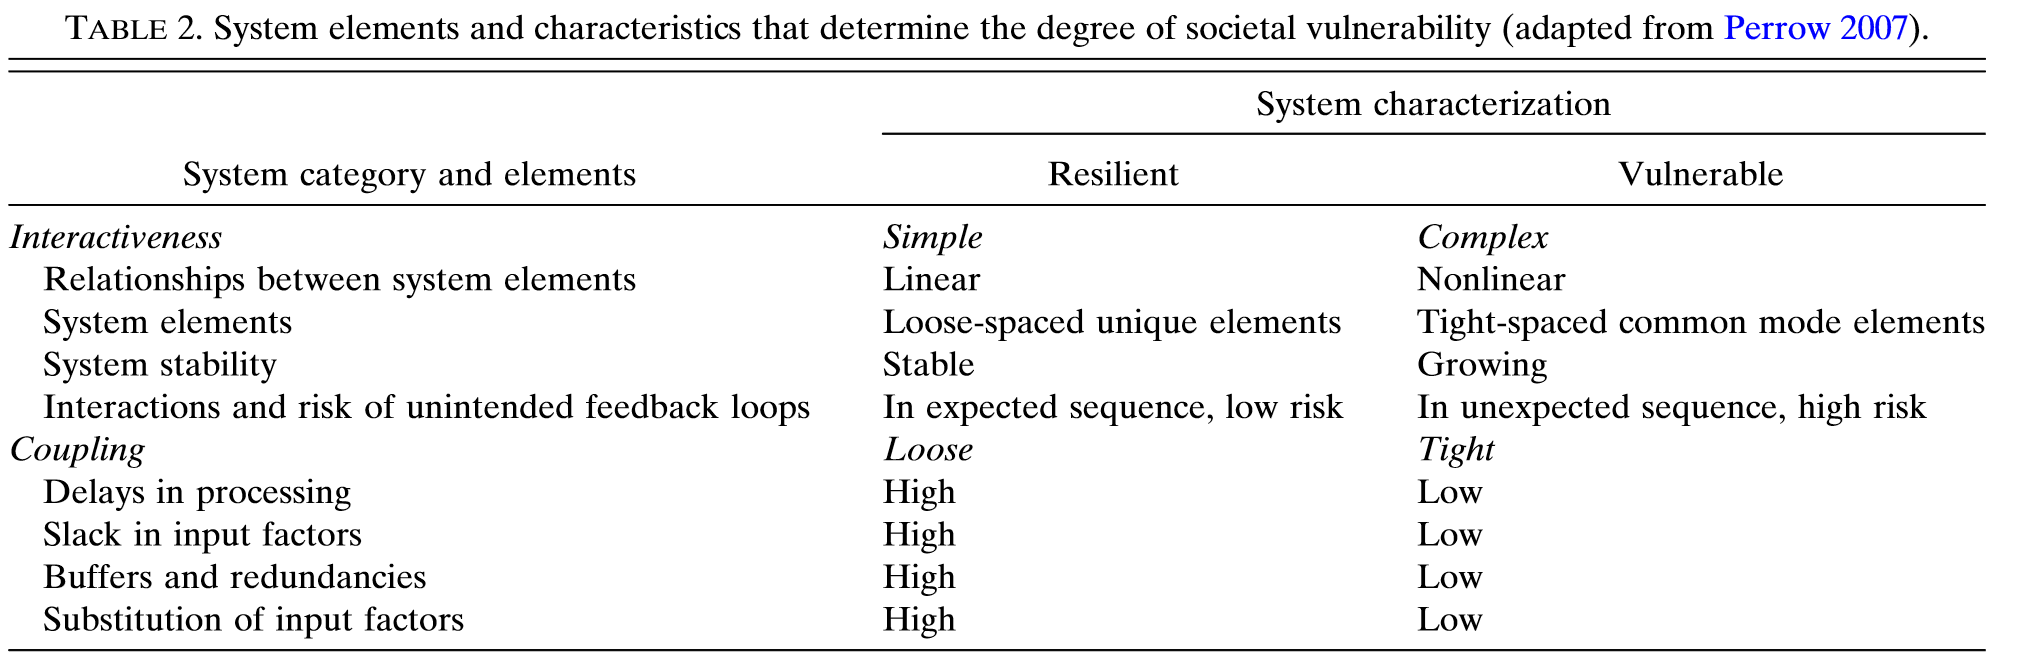 TABLE 2. System elements and characteristics that determine the degree of societal vulnerability (adapted from Perrow 2007).
System characterization
System category and elements Resilient Vulnerable
Interactiveness Simple Complex
Relationships between system elements Linear Nonlinear
System elements Loose-spaced unique elements Tight-spaced common mode elements
System stability Stable Growing
Interactions and risk of unintended feedback loops In expected sequence, low risk In unexpected sequence, high risk
Coupling Loose Tight
Delays in processing High Low
Slack in input factors High Low
Buffers and redundancies High Low
Substitution of input factors High Low